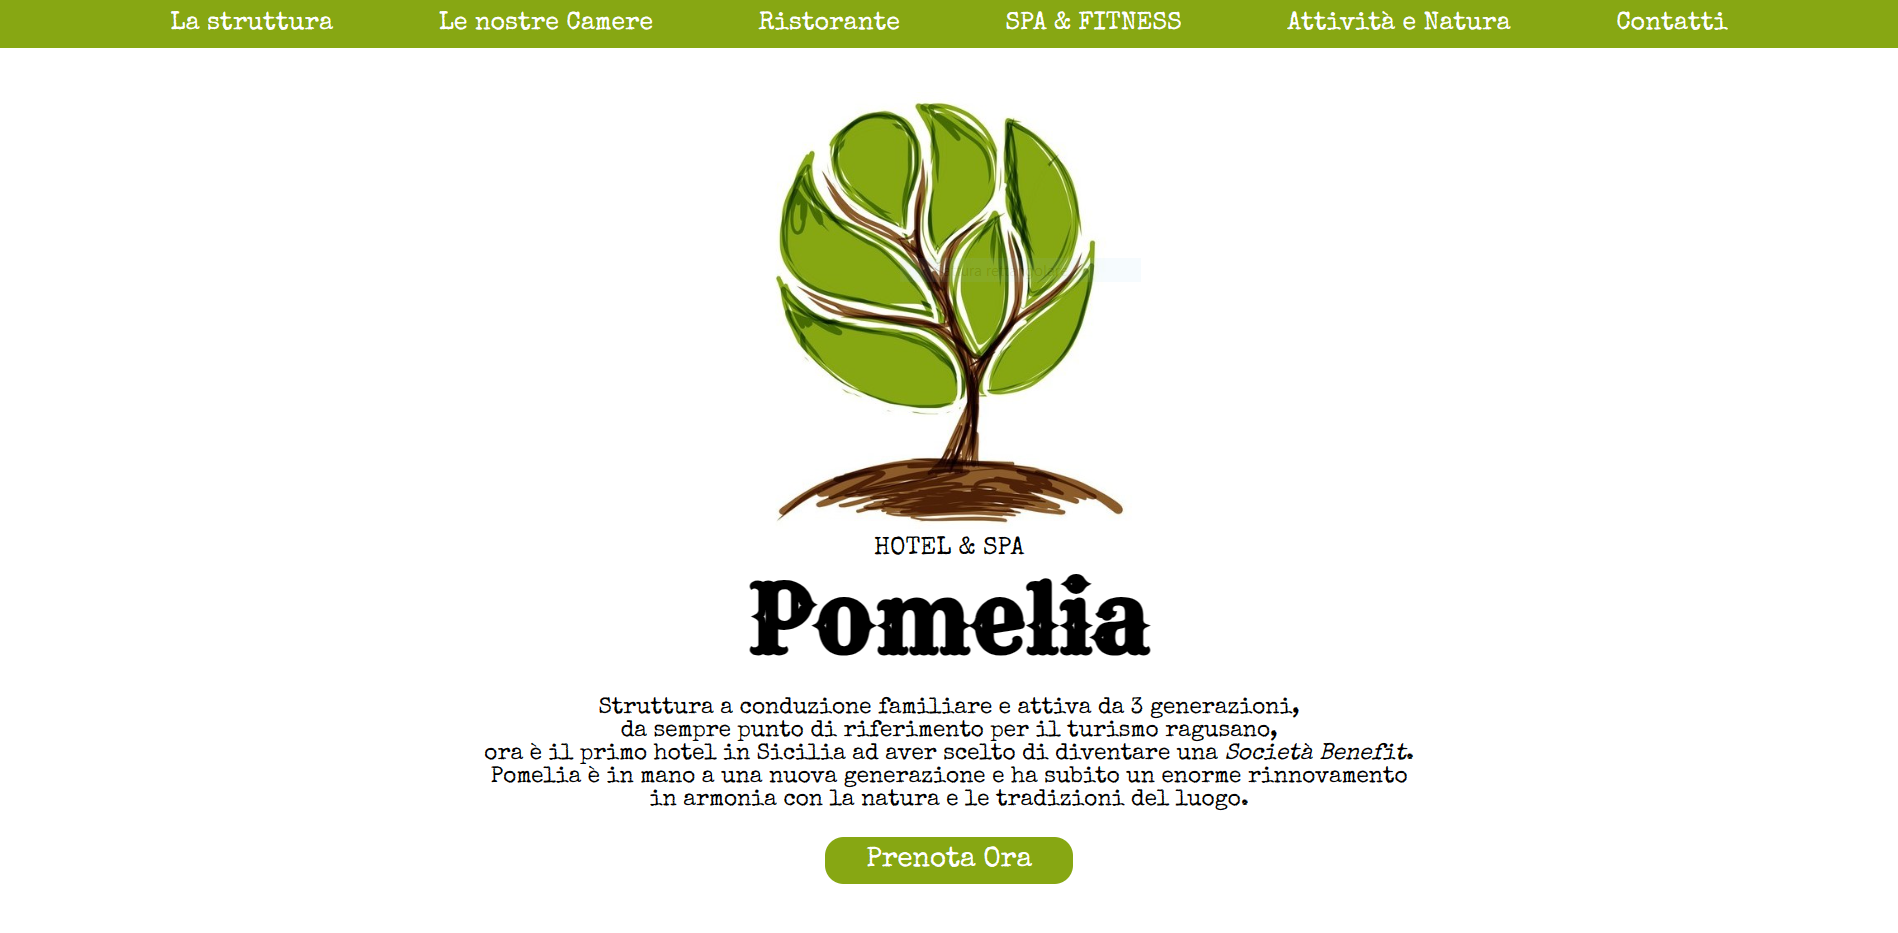 La struttura Le nostre Camere Ristorante SPA & FITNESS Attività e Natura Contatti
HOTEL & SPA
Pomelia
Struttura a conduzione familiare e attiva da 3 generazioni,
da sempre punto di riferimento per il turismo ragusano,
ora è il primo hotel in Sicilia ad aver scelto di diventare una Società Benefit.
Pomelia è in mano a una nuova generazione e ha subito un enorme rinnovamento
in armonia con la natura e le tradizioni del luogo.
Prenota Ora